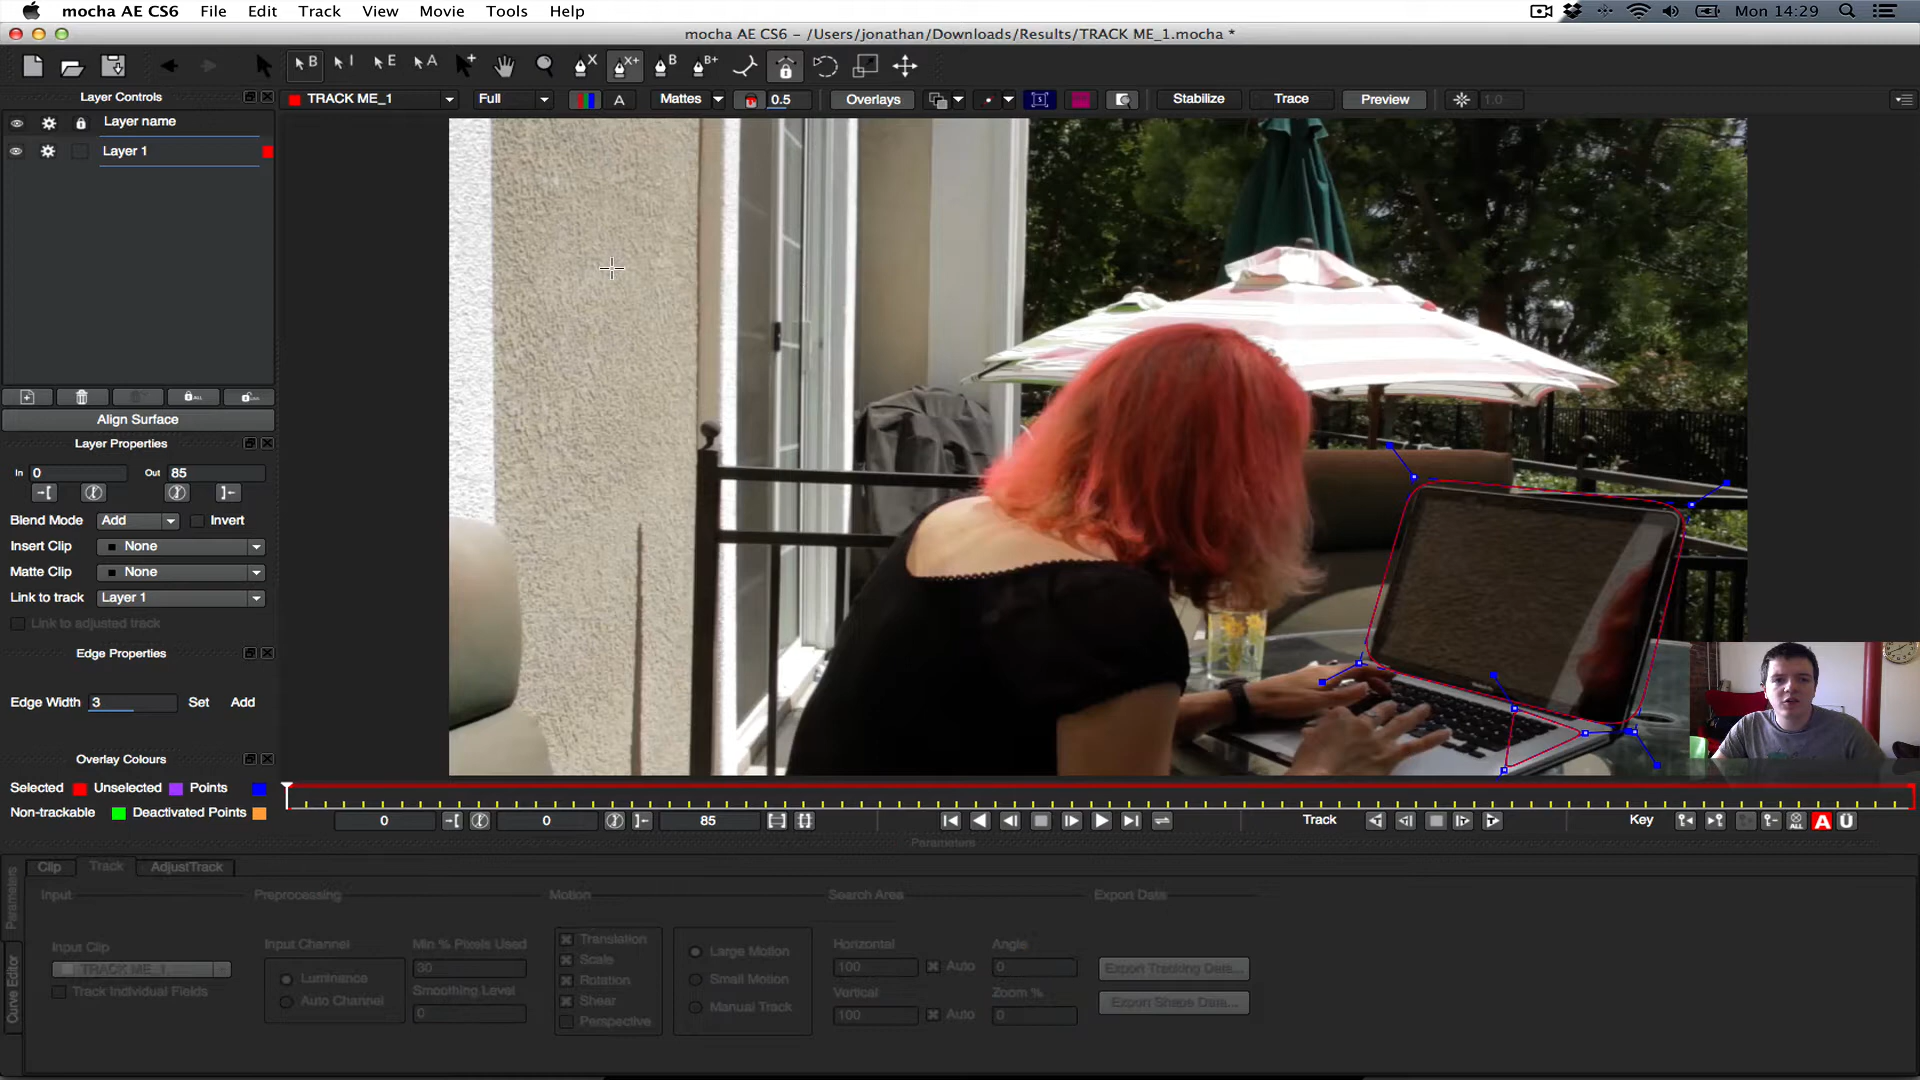 mocha AE CS6 File Edit Track View Movie Tools Help Mon 14:29
mocha AE CS6 – /Users/jonathan/Downloads/Results/TRACK ME_1.mocha *
B I E A X X+ B B+
Layer Controls
TRACK ME_1 Full A Mattes 0.5 Overlays Stabilize Trace Preview 1.0
Layer name
Layer 1
Align Surface
Layer Properties
In 0 Out 85
Blend Mode Add Invert
Insert Clip None
Matte Clip None
Link to track Layer 1
Link to adjusted track
Edge Properties
Edge Width 3 Set Add
Overlay Colours
Selected Unselected Points
Non-trackable Deactivated Points
0 0 85 Track Key ALL A Ü
Parameters
Clip Track AdjustTrack
Parameters
Curve Editor
Input Preprocessing Motion Search Area Export Data
Input Clip
TRACK ME_1
Track Individual Fields
Input Channel
Luminance
Auto Channel
Min % Pixels Used
30
Smoothing Level
0
Translation
Scale
Rotation
Shear
Perspective
Large Motion
Small Motion
Manual Track
Horizontal
100 Auto
Vertical
100 Auto
Angle
0
Zoom %
0
Export Tracking Data...
Export Shape Data...